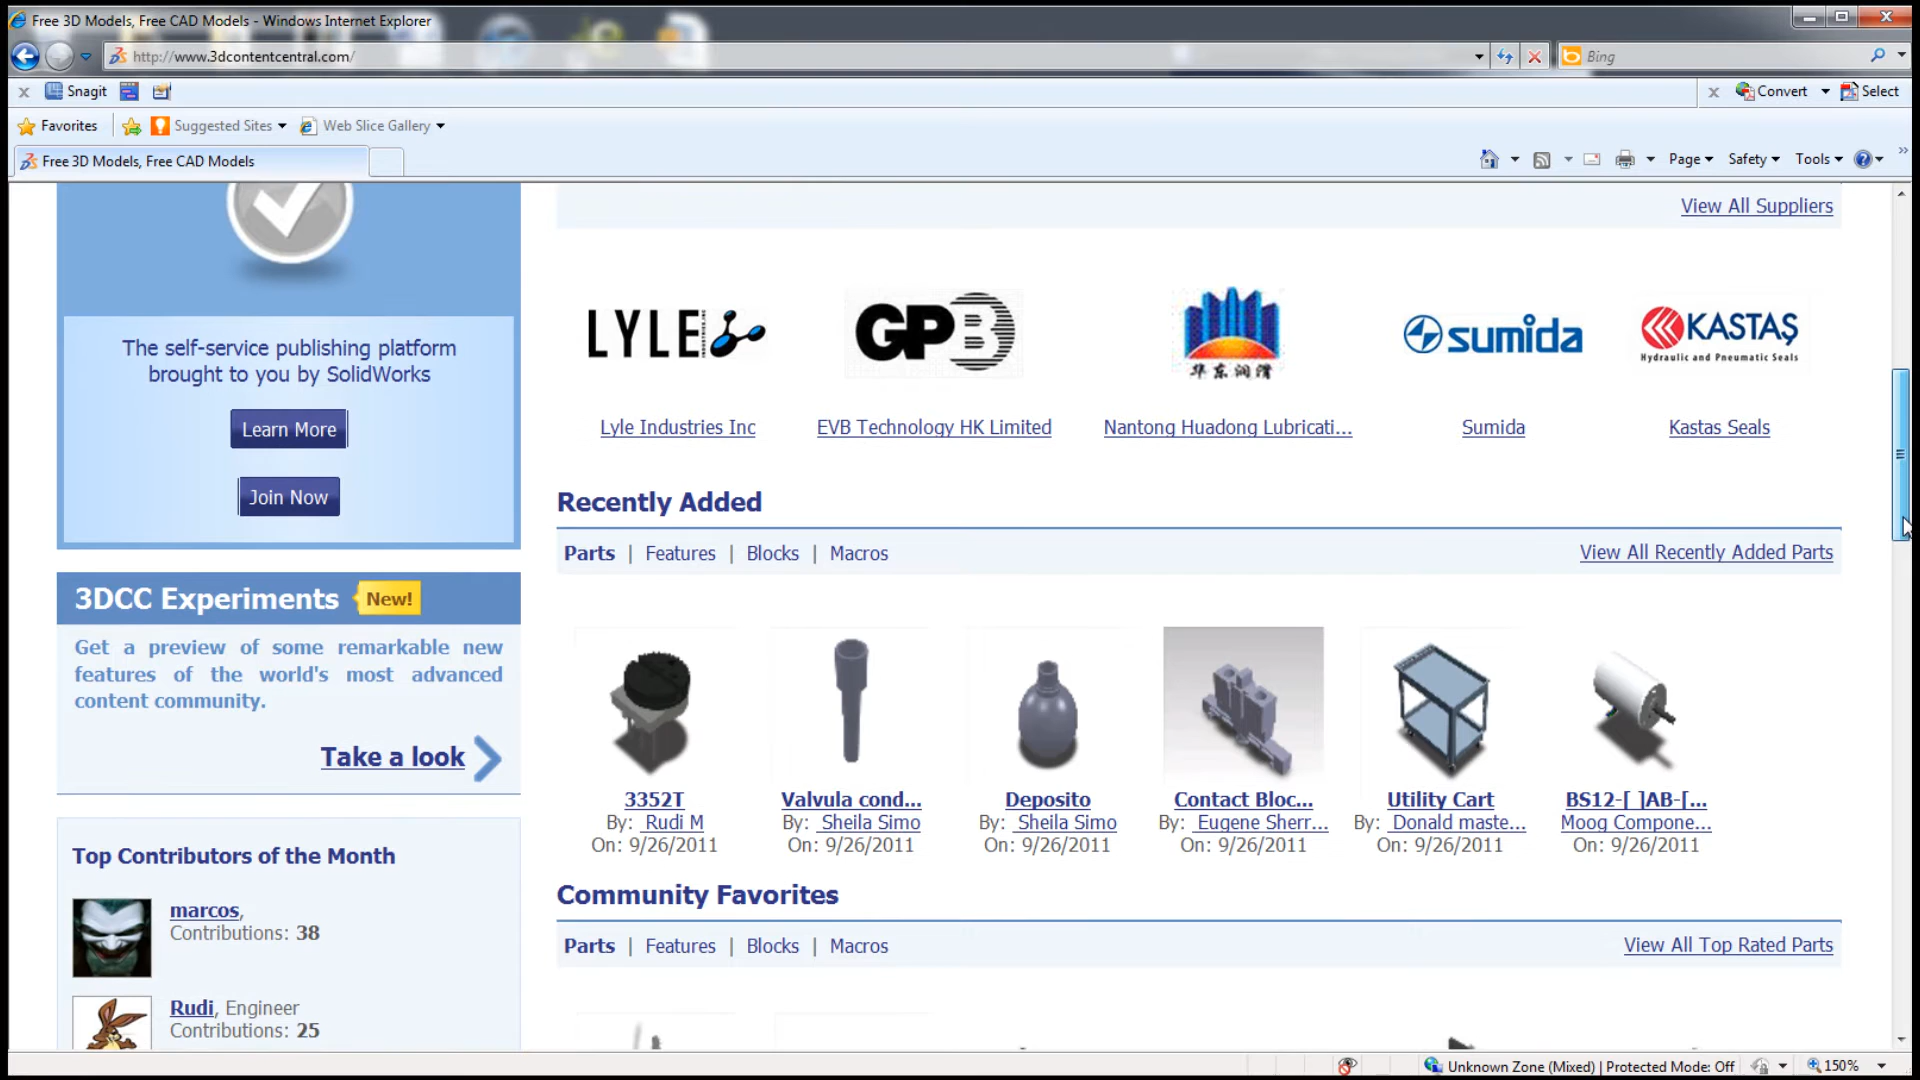 Free 3D Models, Free CAD Models - Windows Internet Explorer
http://www.3dcontentcentral.com/
Bing
Snagit
Convert
Select
Favorites
Suggested Sites
Web Slice Gallery
Free 3D Models, Free CAD Models
Page
Safety
Tools
View All Suppliers
The self-service publishing platform
brought to you by SolidWorks
Learn More
Join Now
LYLE
GPB
华东润滑
sumida
KASTAŞ
Hydraulic and Pneumatic Seals
Lyle Industries Inc
EVB Technology HK Limited
Nantong Huadong Lubricati...
Sumida
Kastas Seals
Recently Added
Parts | Features | Blocks | Macros
View All Recently Added Parts
3DCC Experiments New!
Get a preview of some remarkable new
features of the world's most advanced
content community.
Take a look
3352T
By: Rudi M
On: 9/26/2011
Valvula cond...
By: Sheila Simo
On: 9/26/2011
Deposito
By: Sheila Simo
On: 9/26/2011
Contact Bloc...
By: Eugene Sherr...
On: 9/26/2011
Utility Cart
By: Donald maste...
On: 9/26/2011
BS12-[ ]AB-[...
Moog Compone...
On: 9/26/2011
Top Contributors of the Month
marcos,
Contributions: 38
Rudi, Engineer
Contributions: 25
Community Favorites
Parts | Features | Blocks | Macros
View All Top Rated Parts
Unknown Zone (Mixed) | Protected Mode: Off
150%